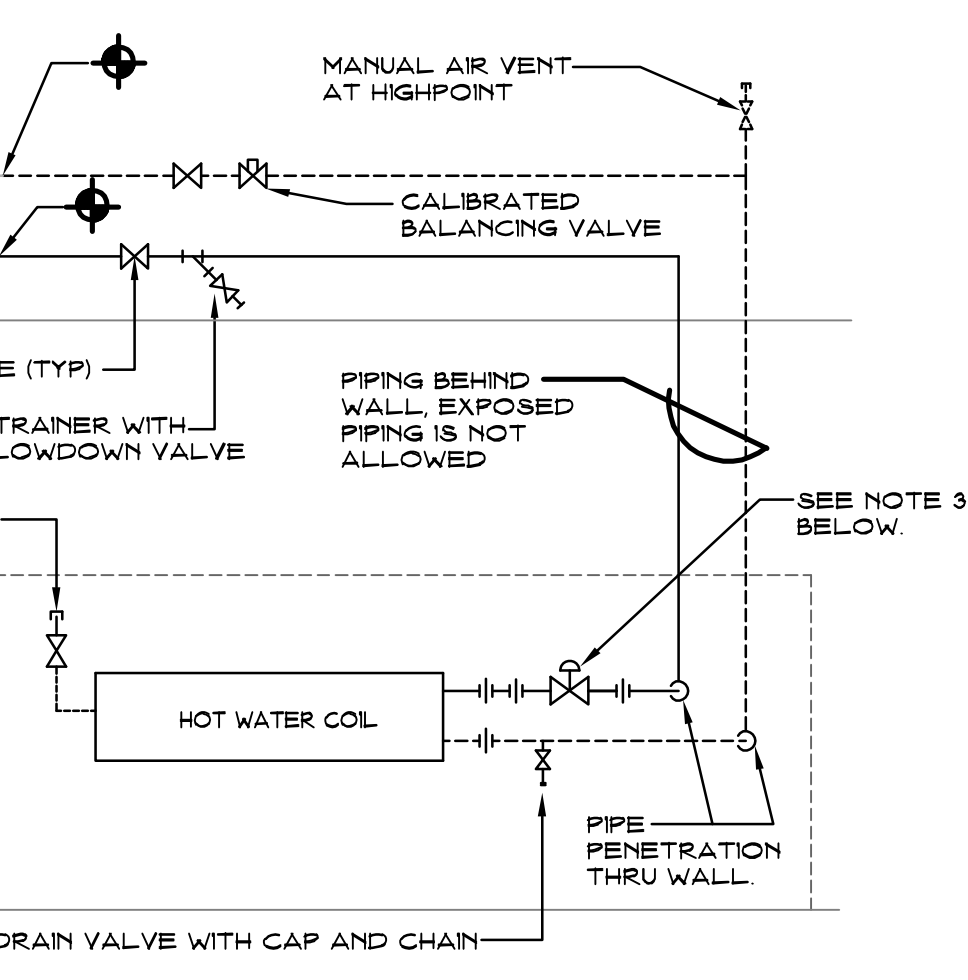 MANUAL AIR VENT
AT HIGHPOINT
CALIBRATED
BALANCING VALVE
(TYP)
TRAINER WITH
LOWDOWN VALVE
PIPING BEHIND
WALL, EXPOSED
PIPING IS NOT
ALLOWED
SEE NOTE 3
BELOW.
HOT WATER COIL
PIPE
PENETRATION
THRU WALL.
DRAIN VALVE WITH CAP AND CHAIN